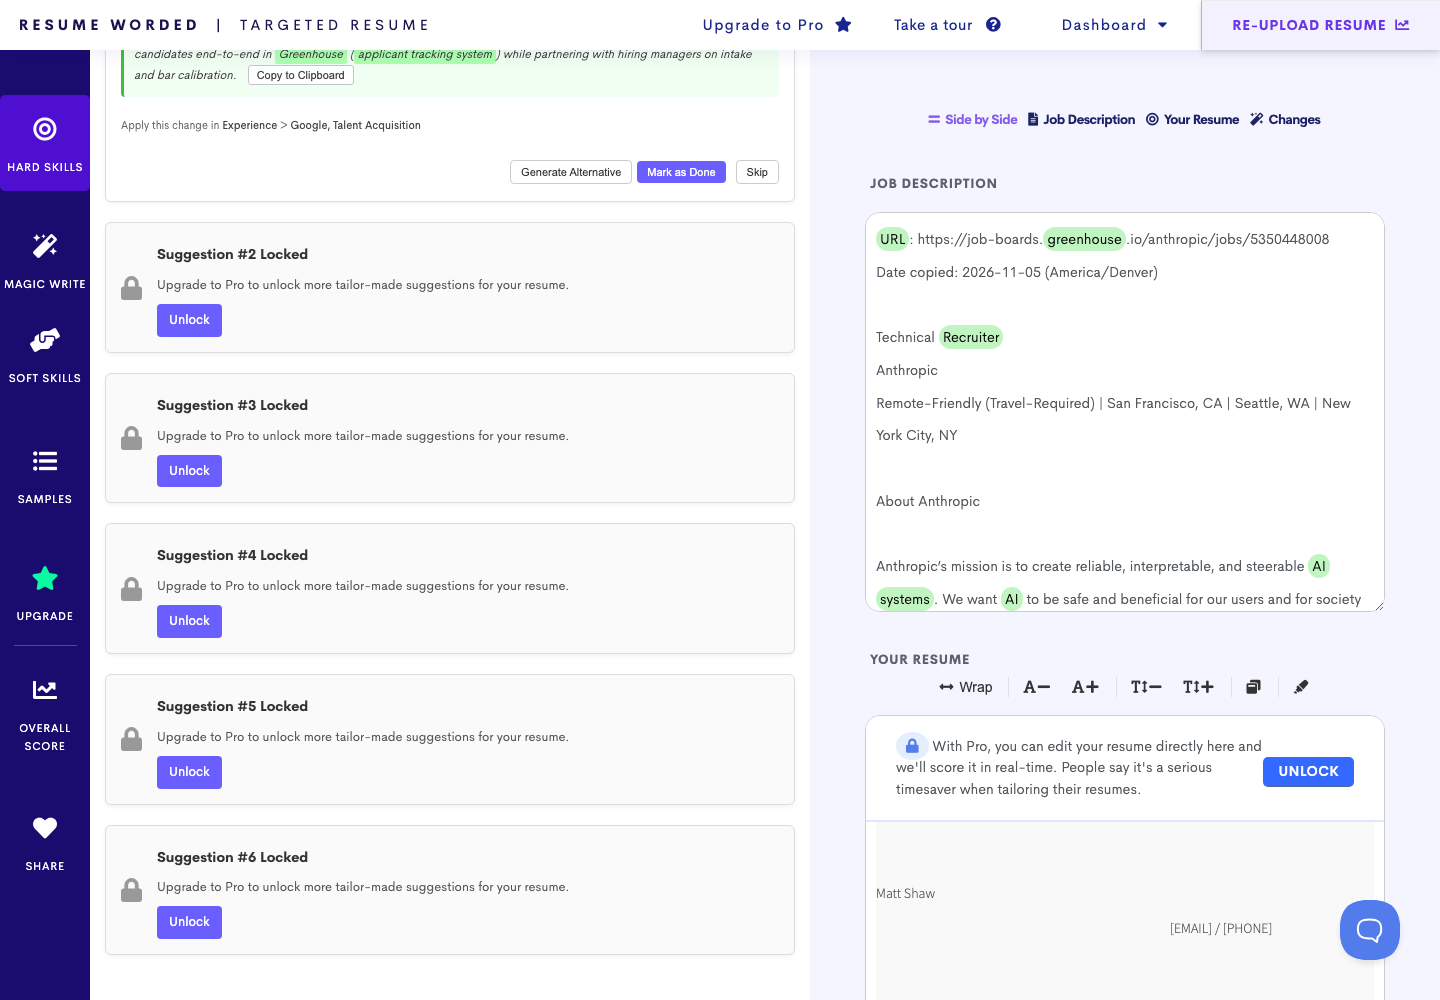 RESUME WORDED | TARGETED RESUME
Upgrade to Pro
Take a tour
Dashboard
RE-UPLOAD RESUME
HARD SKILLS
MAGIC WRITE
SOFT SKILLS
SAMPLES
UPGRADE
OVERALL
SCORE
SHARE
candidates end-to-end in Greenhouse (applicant tracking system) while partnering with hiring managers on intake
and bar calibration. Copy to Clipboard
Apply this change in Experience > Google, Talent Acquisition
Generate Alternative
Mark as Done
Skip
Suggestion #2 Locked
Upgrade to Pro to unlock more tailor-made suggestions for your resume.
Unlock
Suggestion #3 Locked
Upgrade to Pro to unlock more tailor-made suggestions for your resume.
Unlock
Suggestion #4 Locked
Upgrade to Pro to unlock more tailor-made suggestions for your resume.
Unlock
Suggestion #5 Locked
Upgrade to Pro to unlock more tailor-made suggestions for your resume.
Unlock
Suggestion #6 Locked
Upgrade to Pro to unlock more tailor-made suggestions for your resume.
Unlock
Side by Side
Job Description
Your Resume
Changes
JOB DESCRIPTION
URL: https://job-boards.greenhouse.io/anthropic/jobs/5350448008
Date copied: 2026-11-05 (America/Denver)
Technical Recruiter
Anthropic
Remote-Friendly (Travel-Required) | San Francisco, CA | Seattle, WA | New
York City, NY
About Anthropic
Anthropic’s mission is to create reliable, interpretable, and steerable AI
systems. We want AI to be safe and beneficial for our users and for society
YOUR RESUME
Wrap
A
A
T
T
With Pro, you can edit your resume directly here and
we'll score it in real-time. People say it's a serious
timesaver when tailoring their resumes.
UNLOCK
Matt Shaw
[EMAIL] / [PHONE]